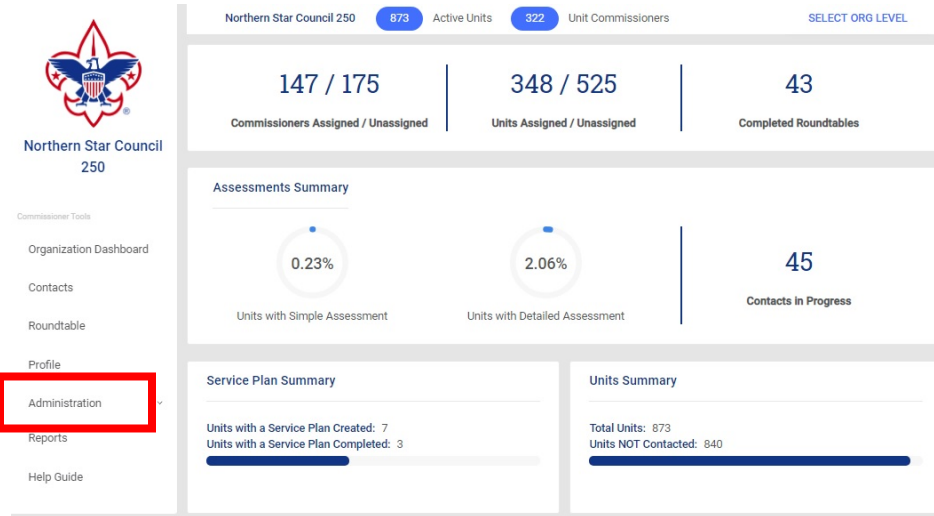 Northern Star Council 250 873 Active Units 322 Unit Commissioners SELECT ORG LEVEL
®
Northern Star Council
250
Commissioner Tools
Organization Dashboard
Contacts
Roundtable
Profile
Administration
Reports
Help Guide
147 / 175
Commissioners Assigned / Unassigned
348 / 525
Units Assigned / Unassigned
43
Completed Roundtables
Assessments Summary
0.23%
Units with Simple Assessment
2.06%
Units with Detailed Assessment
45
Contacts in Progress
Service Plan Summary
Units with a Service Plan Created: 7
Units with a Service Plan Completed: 3
Units Summary
Total Units: 873
Units NOT Contacted: 840